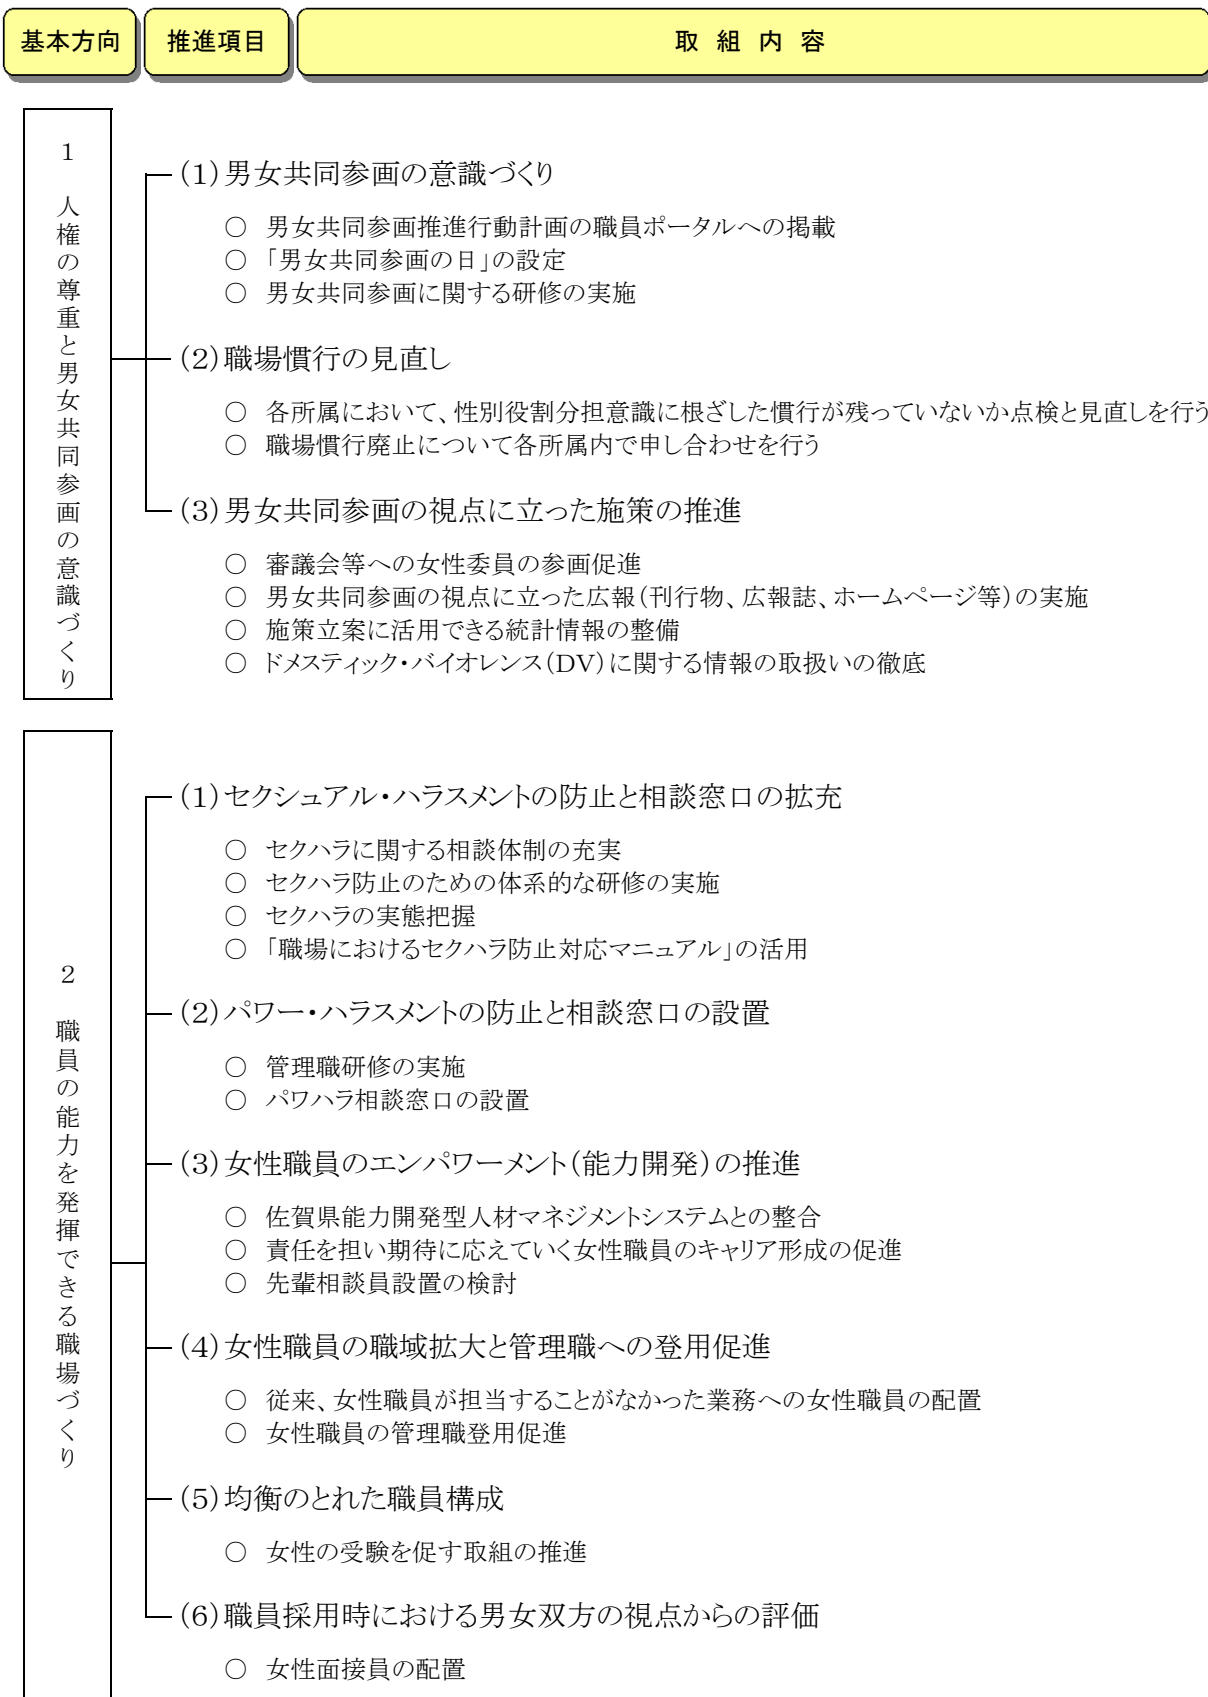 基本方向 推進項目 取組内容
1 人権の尊重と男女共同参画の意識づくり
(1)男女共同参画の意識づくり
○ 男女共同参画推進行動計画の職員ポータルへの掲載
○ 「男女共同参画の日」の設定
○ 男女共同参画に関する研修の実施
(2)職場慣行の見直し
○ 各所属において、性別役割分担意識に根ざした慣行が残っていないか点検と見直しを行う
○ 職場慣行廃止について各所属内で申し合わせを行う
(3)男女共同参画の視点に立った施策の推進
○ 審議会等への女性委員の参画促進
○ 男女共同参画の視点に立った広報(刊行物、広報誌、ホームページ等)の実施
○ 施策立案に活用できる統計情報の整備
○ ドメスティック・バイオレンス(DV)に関する情報の取扱いの徹底
2 職員の能力を発揮できる職場づくり
(1)セクシュアル・ハラスメントの防止と相談窓口の拡充
○ セクハラに関する相談体制の充実
○ セクハラ防止のための体系的な研修の実施
○ セクハラの実態把握
○ 「職場におけるセクハラ防止対応マニュアル」の活用
(2)パワー・ハラスメントの防止と相談窓口の設置
○ 管理職研修の実施
○ パワハラ相談窓口の設置
(3)女性職員のエンパワーメント(能力開発)の推進
○ 佐賀県能力開発型人材マネジメントシステムとの整合
○ 責任を担い期待に応えていく女性職員のキャリア形成の促進
○ 先輩相談員設置の検討
(4)女性職員の職域拡大と管理職への登用促進
○ 従来、女性職員が担当することがなかった業務への女性職員の配置
○ 女性職員の管理職登用促進
(5)均衡のとれた職員構成
○ 女性の受験を促す取組の推進
(6)職員採用時における男女双方の視点からの評価
○ 女性面接員の配置